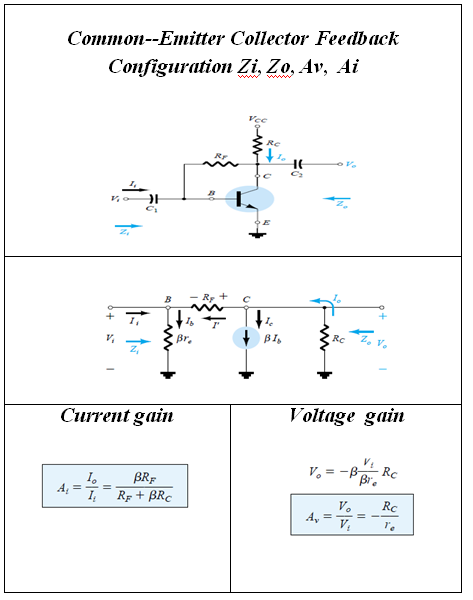 Common--Emitter Collector Feedback
Configuration Zi, Zo, Av, Ai
VCC
RC
Io
RF
C
C2
Vo
Ii
B
Vi
C1
Zo
E
Zi
− RF +
B
C
Io
+
Ii
Ib
I'
Ic
+
Vi
Zi
βre
βIb
RC
Zo
Vo
−
−
Current gain
Voltage gain
Vo = −β Vi/βre RC
Ai = Io/Ii = βRF/(RF + βRC)
Av = Vo/Vi = −RC/re